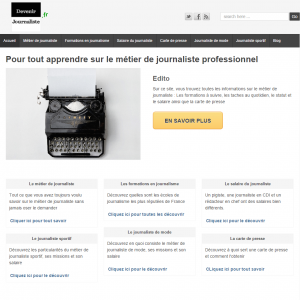 Devenir
Journaliste
.fr
search here ...
Go
Accueil Métier de journaliste Formations en journalisme Salaire du journaliste Carte de presse Journaliste de mode Journaliste sportif Blog
Pour tout apprendre sur le métier de journaliste professionnel
Edito
Sur ce site, vous trouvez toutes les informations sur le métier de
journaliste : Les formations à suivre, les taches au quotidien, le statut et
le salaire ainsi que la carte de presse
EN SAVOIR PLUS
Le métier de journaliste
Tout ce que vous avez toujours voulu
savoir sur le métier de journaliste sans
jamais oser le demander
Cliquez ici pour tout savoir
Les formations en journalisme
Découvrez quelles sont les écoles de
journalisme les plus réputées de France
Cliquez ici pour toutes les découvrir
Le salaire du journaliste
Un pigiste, une journaliste en CDI et un
rédacteur en chef ont des salaires bien
différents.
Cliquez ici pour tout savoir
Le journaliste sportif
Découvrez les particularités du métier de
journaliste sportif, ses missions et son
salaire
Cliquez ici pour le découvrir
Le journaliste de mode
Découvrez en quoi consiste le métier de
journaliste de mode, ses missions et son
salaire
Cliquez ici pour le découvrir
La carte de presse
Découvrez à quoi sert une carte de presse
et comment l'obtenir
Cliquez ici pour le découvrir